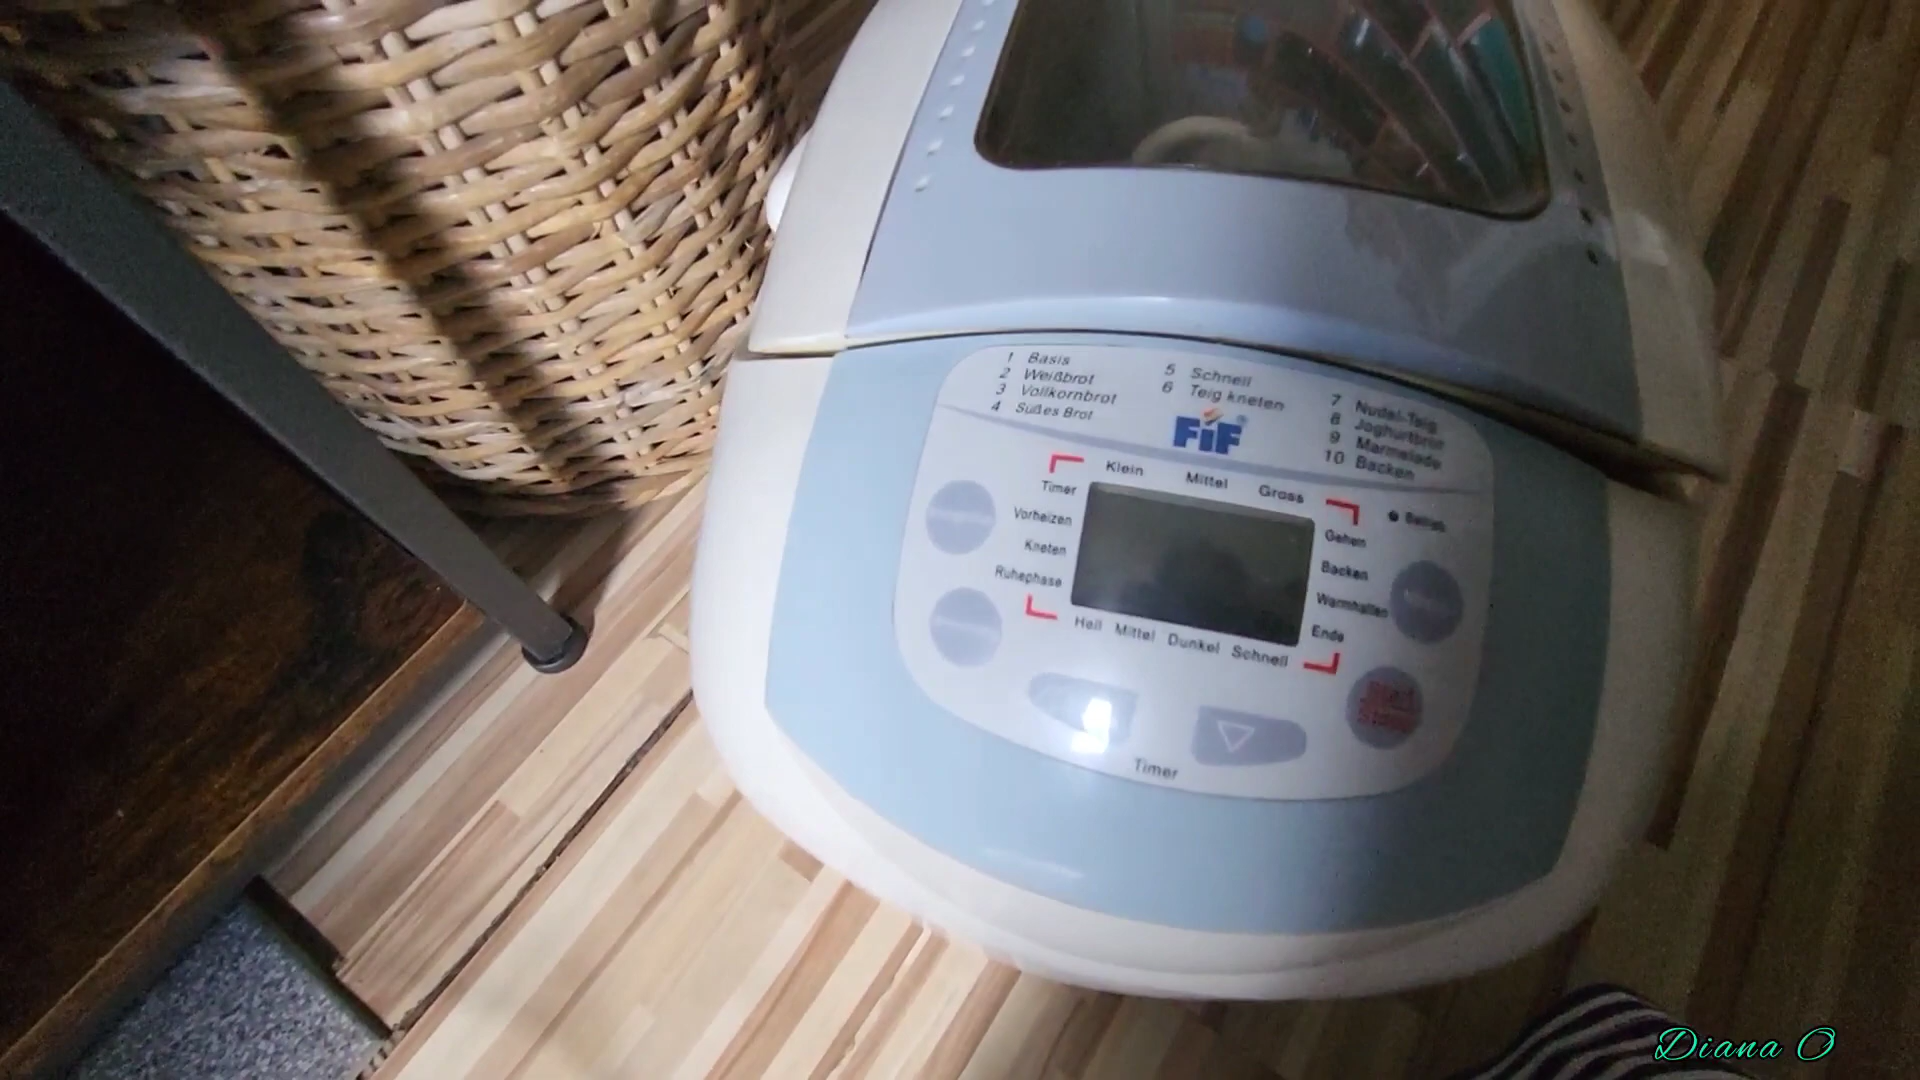 1 Basis
2 Weißbrot
3 Vollkornbrot
4 Süßes Brot
5 Schnell
6 Teig kneten
7 Nudel-Teig
8 Joghurtbrot
9 Marmelade
10 Backen
FiF®
Klein Mittel Gross
Timer
Vorheizen
Kneten
Ruhephase
Gehen
Backen
Warmhalten
Ende
Hell Mittel Dunkel Schnell
Timer
Diana O